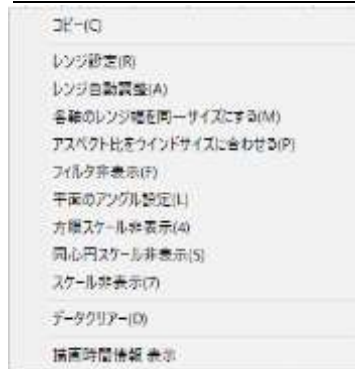 コピー(C)
レンジ設定(R)
レンジ自動調整(A)
各軸のレンジ幅を同一サイズにする(M)
アスペクト比をウインドサイズに合わせる(P)
フィルタ非表示(F)
平面のアングル設定(L)
方眼スケール非表示(4)
同心円スケール非表示(5)
スケール非表示(7)
データクリアー(D)
描画時間情報 表示